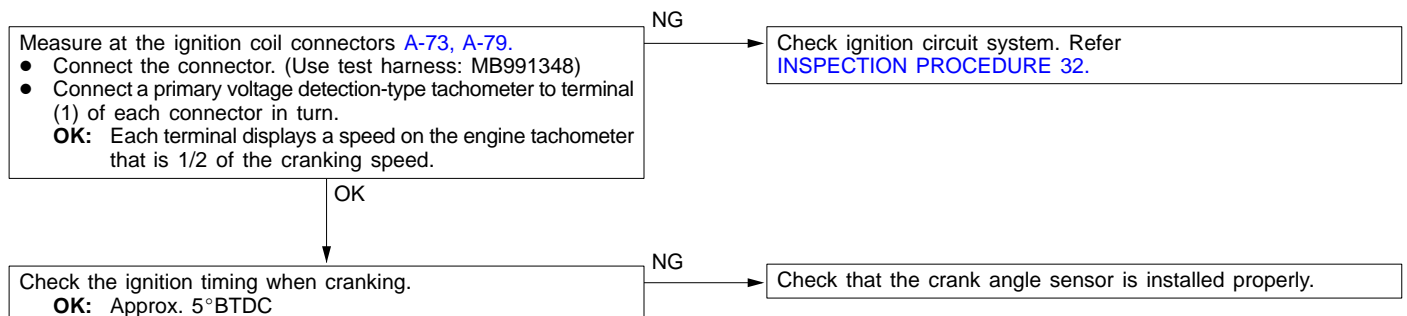 NG
Measure at the ignition coil connectors A-73, A-79.
● Connect the connector. (Use test harness: MB991348)
● Connect a primary voltage detection-type tachometer to terminal
(1) of each connector in turn.
OK: Each terminal displays a speed on the engine tachometer
that is 1/2 of the cranking speed.
Check ignition circuit system. Refer
INSPECTION PROCEDURE 32.
OK
NG
Check the ignition timing when cranking.
OK: Approx. 5°BTDC
Check that the crank angle sensor is installed properly.